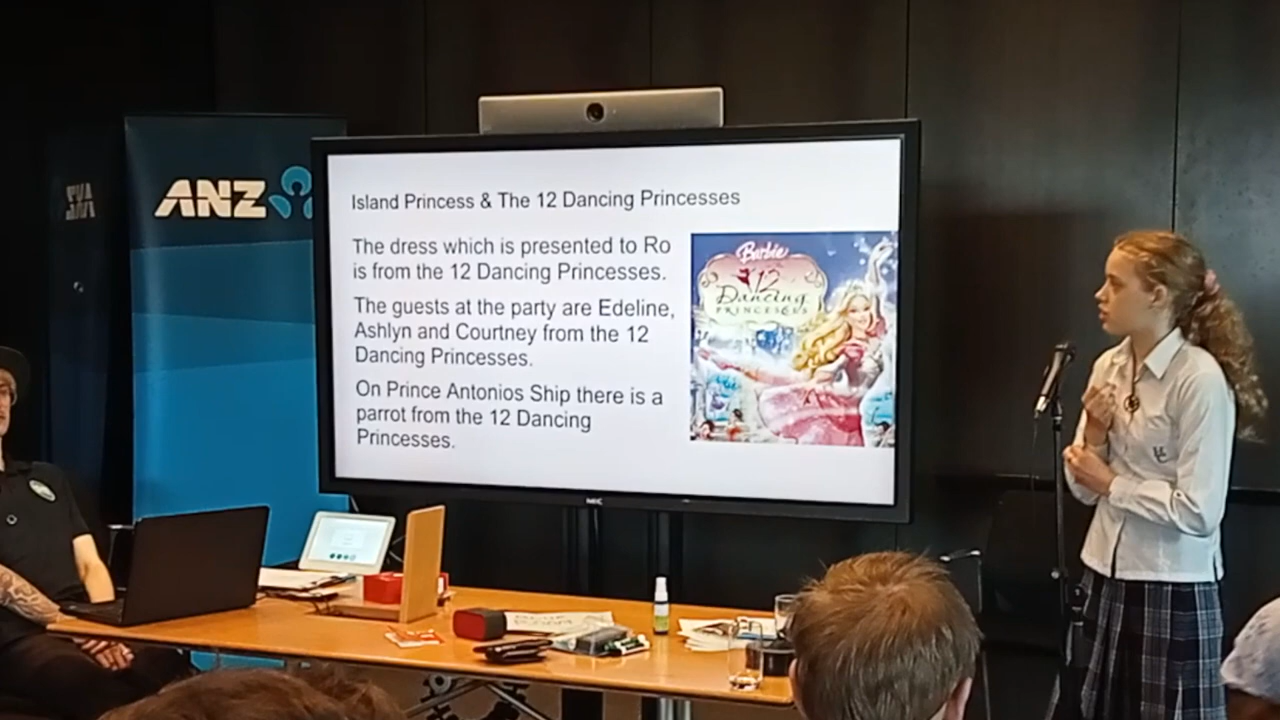 ANZ
ANZ
Island Princess & The 12 Dancing Princesses
The dress which is presented to Ro
is from the 12 Dancing Princesses.
The guests at the party are Edeline,
Ashlyn and Courtney from the 12
Dancing Princesses.
On Prince Antonios Ship there is a
parrot from the 12 Dancing
Princesses.
Barbie
12
Dancing
PRINCESSES
NEC